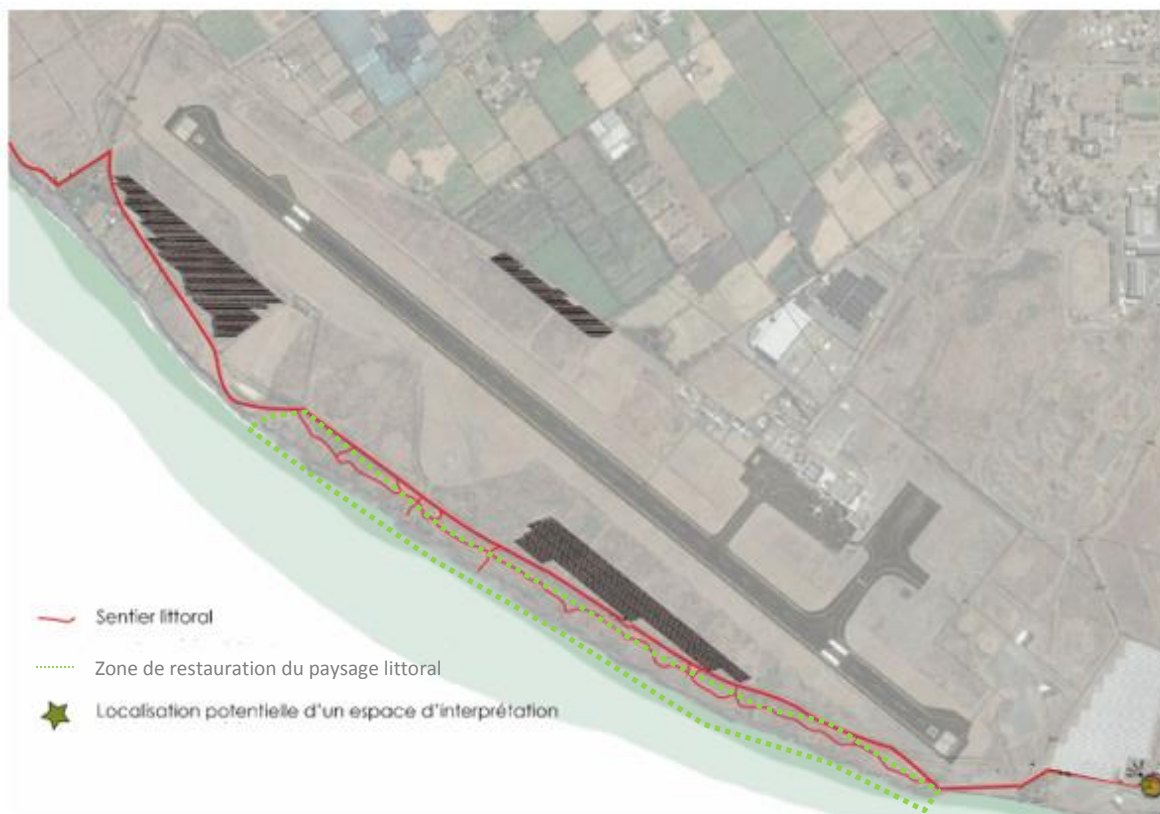 Sentier littoral
Zone de restauration du paysage littoral
Localisation potentielle d'un espace d'interprétation